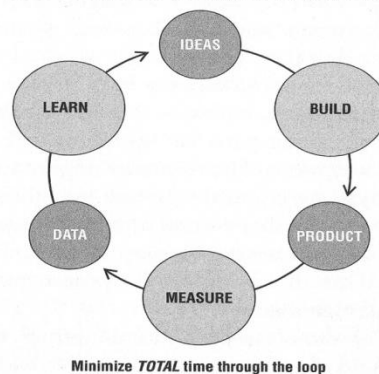 IDEAS
BUILD
PRODUCT
MEASURE
DATA
LEARN
Minimize TOTAL time through the loop